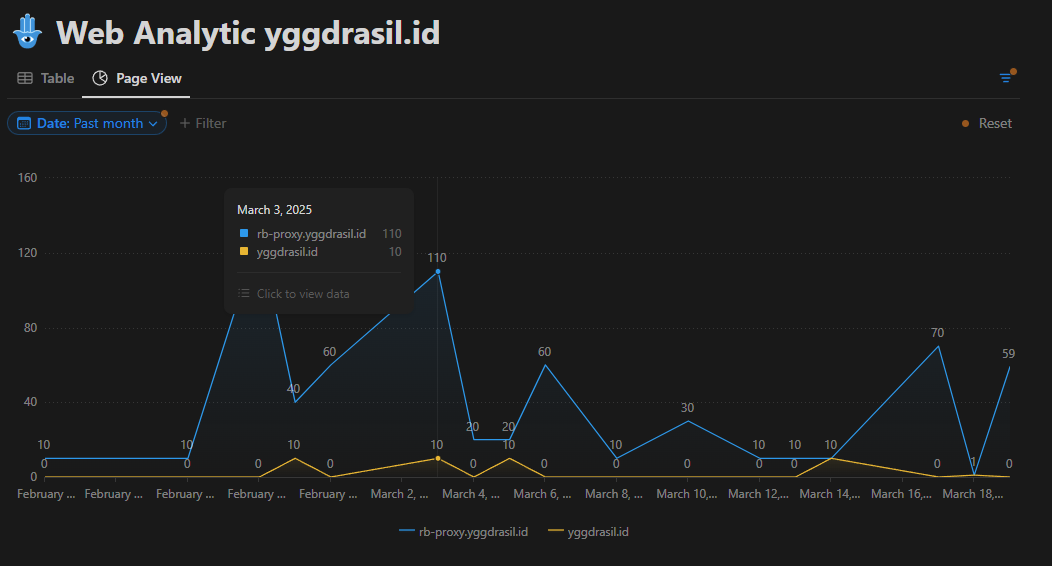 Web Analytic yggdrasil.id
Table Page View
Date: Past month + Filter Reset
160
120
80
40
0
March 3, 2025
rb-proxy.yggdrasil.id 110
yggdrasil.id 10
Click to view data
110
60
40
20 20
60
30
70
59
10 10 10 10 10 10 10 10 10
0 0 0 0 0 0 0 0 0 0 0 1 0
February ... February ... February ... February ... February ... March 2, ... March 4, ... March 6, ... March 8, ... March 10,... March 12,... March 14,... March 16,... March 18,...
rb-proxy.yggdrasil.id yggdrasil.id